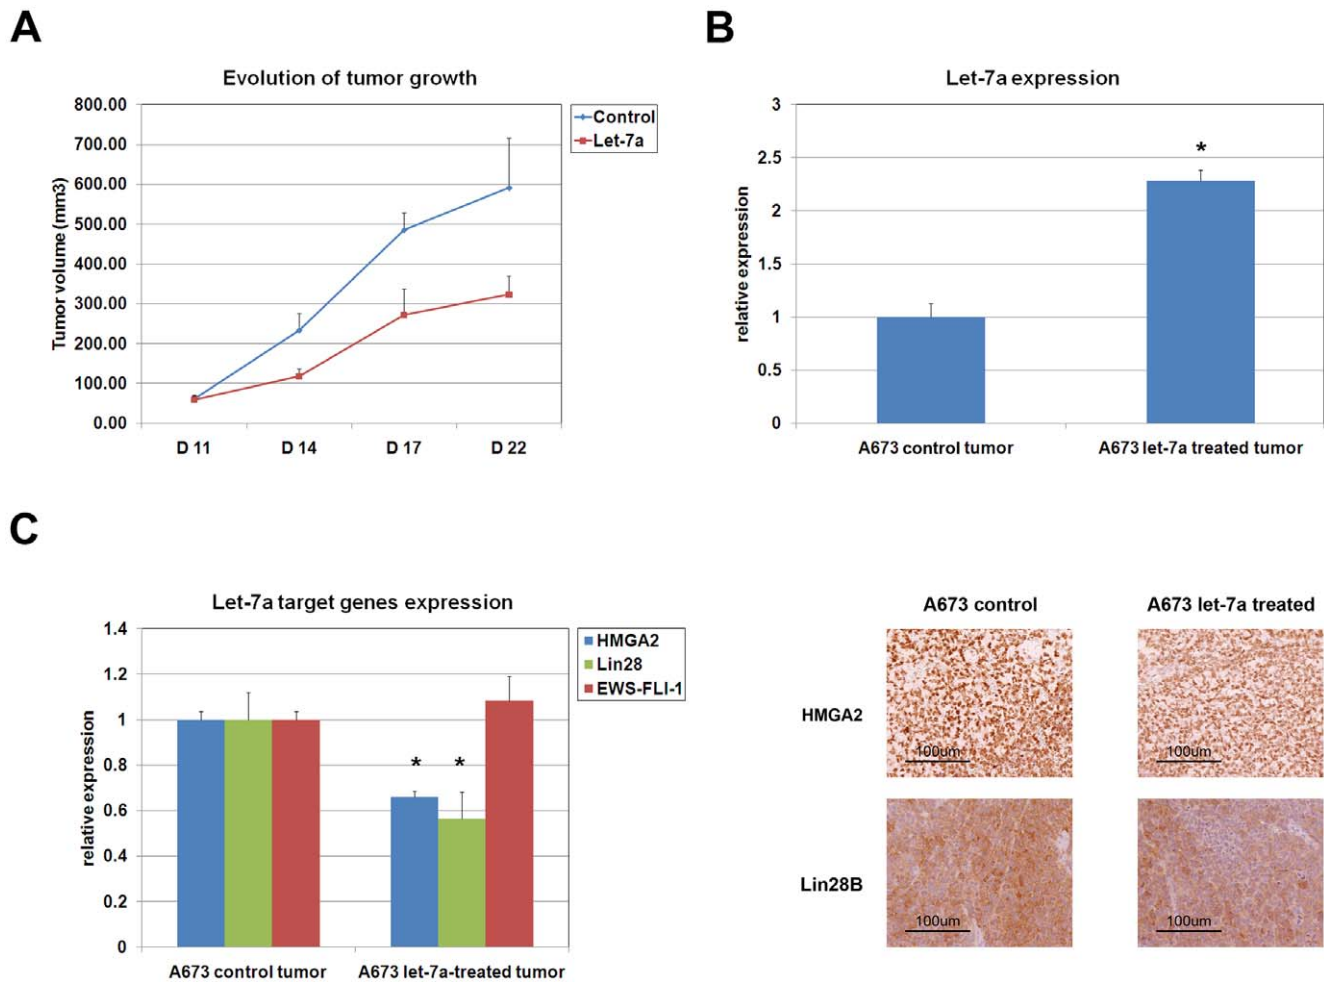 A
Evolution of tumor growth
800.00
700.00
600.00
500.00
400.00
300.00
200.00
100.00
0.00
Tumor volume (mm3)
D 11
D 14
D 17
D 22
Control
Let-7a
B
Let-7a expression
3
2.5
2
1.5
1
0.5
0
relative expression
*
A673 control tumor
A673 let-7a treated tumor
C
Let-7a target genes expression
1.4
1.2
1
0.8
0.6
0.4
0.2
0
relative expression
* *
A673 control tumor
A673 let-7a-treated tumor
HMGA2
Lin28
EWS-FLI-1
A673 control
A673 let-7a treated
HMGA2
100um
100um
Lin28B
100um
100um